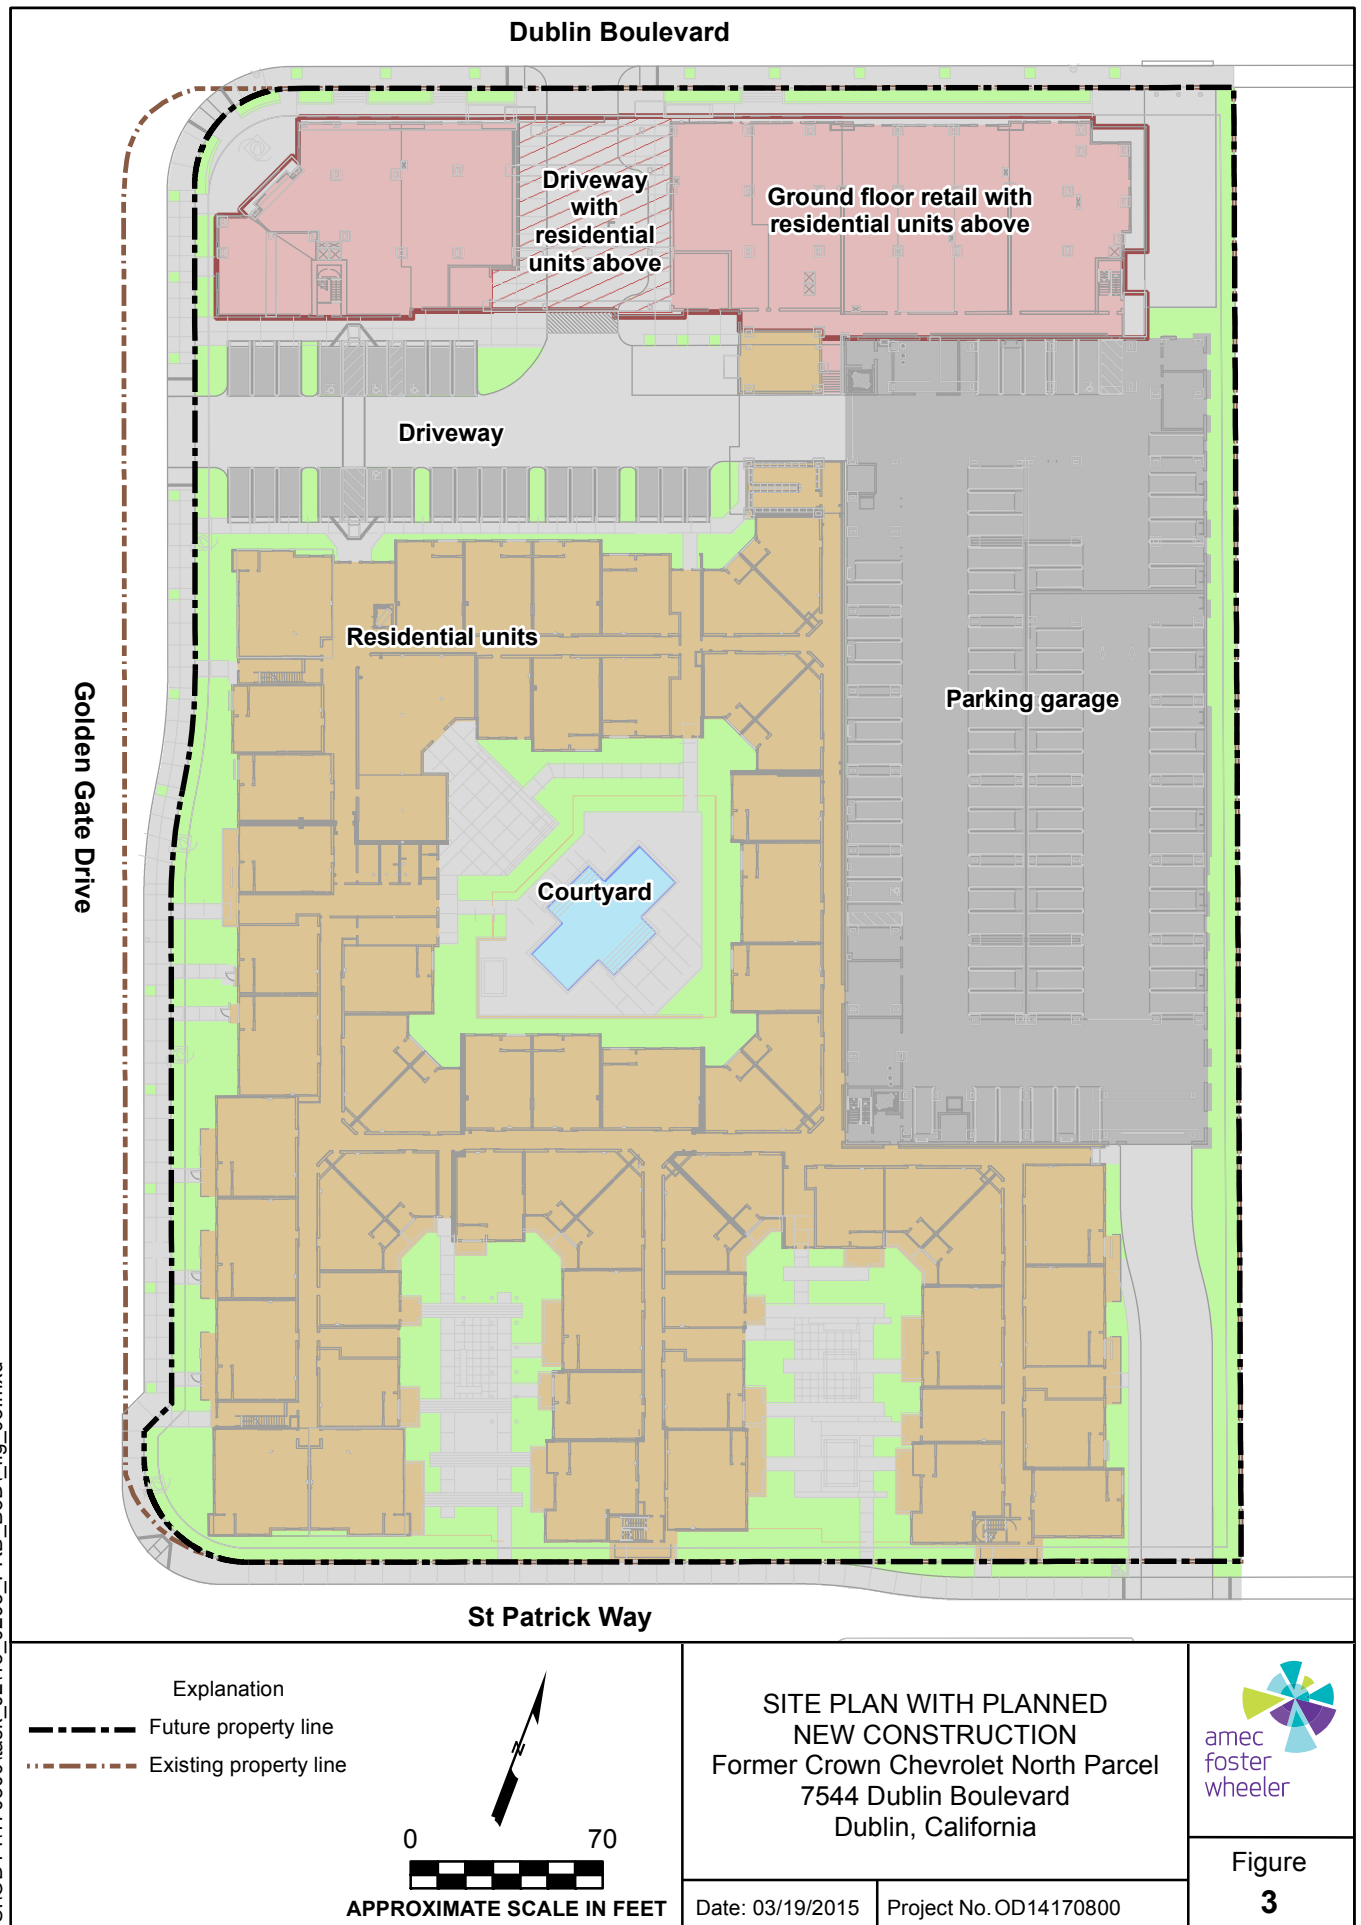 Dublin Boulevard
Driveway
with
residential
units above
Ground floor retail with
residential units above
Driveway
Residential units
Parking garage
Golden Gate Drive
Courtyard
St Patrick Way
Explanation
Future property line
Existing property line
N
0 70
APPROXIMATE SCALE IN FEET
SITE PLAN WITH PLANNED
NEW CONSTRUCTION
Former Crown Chevrolet North Parcel
7544 Dublin Boulevard
Dublin, California
Date: 03/19/2015
Project No. OD14170800
amec
foster
wheeler
Figure
3